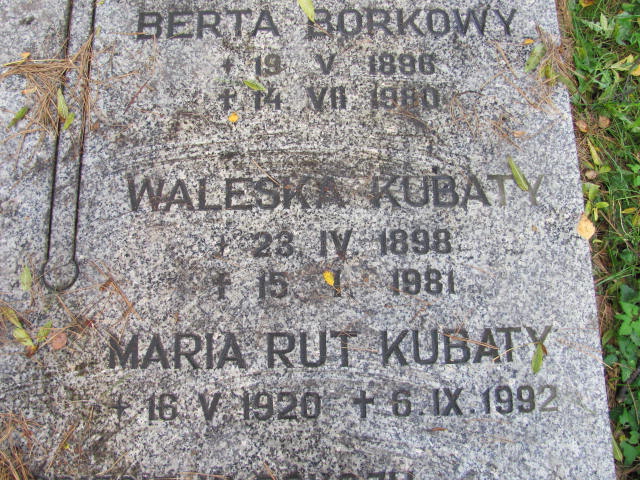 BERTA BORKOWY
+ 19 V 1896
+ 14 VII 1980
WALESKA KUBATY
+ 23 IV 1898
+ 15 I 1981
MARIA RUT KUBATY
+ 16 V 1920 + 6.IX.1992